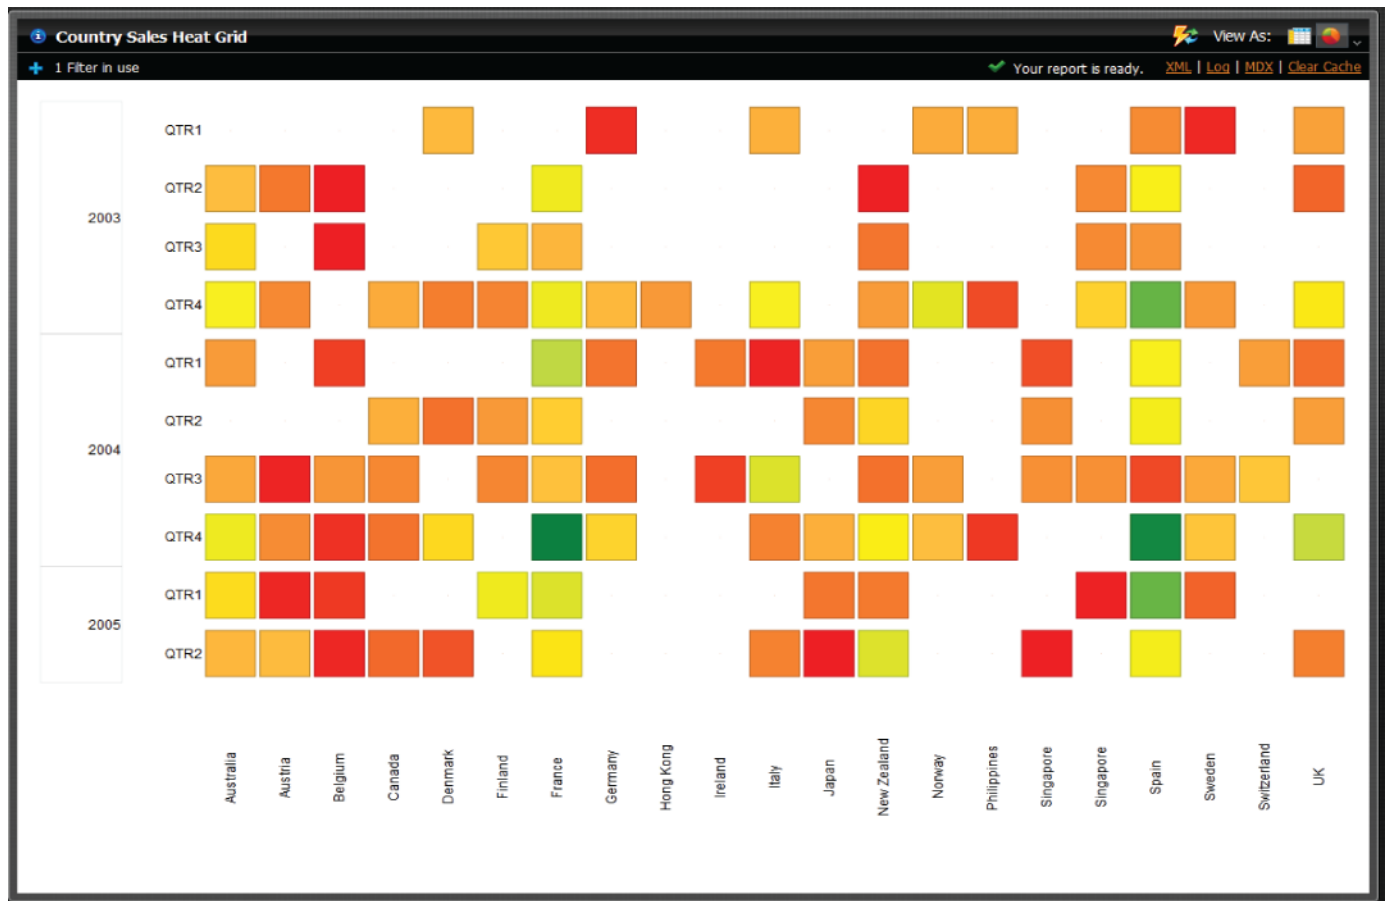 Country Sales Heat Grid
View As:
1 Filter in use
Your report is ready. XML | Log | MDX | Clear Cache
2003
QTR1
QTR2
QTR3
QTR4
2004
QTR1
QTR2
QTR3
QTR4
2005
QTR1
QTR2
Australia
Austria
Belgium
Canada
Denmark
Finland
France
Germany
Hong Kong
Ireland
Italy
Japan
New Zealand
Norway
Philippines
Singapore
Singapore
Spain
Sweden
Switzerland
UK